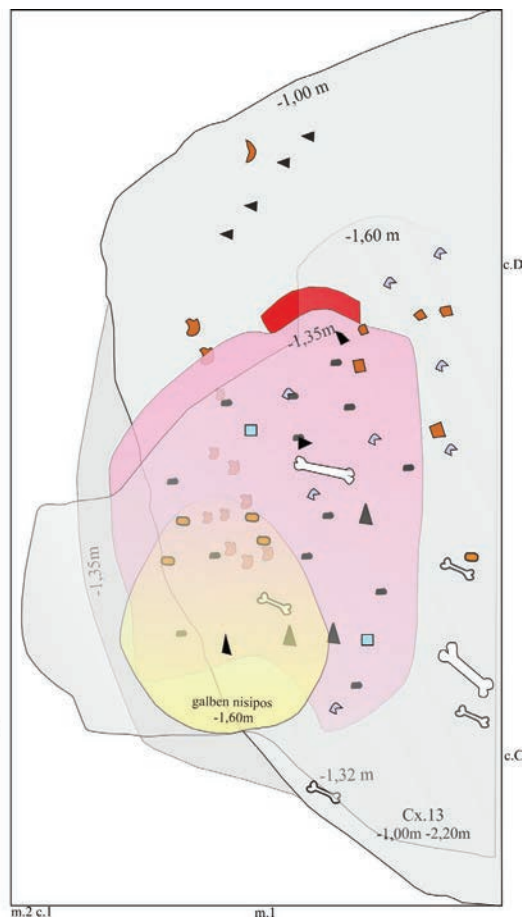 -1,00 m
-1,60 m
c.D
-1,35m
-1,35m
galben nisipos
-1,60m
c.C
-1,32 m
Cx.13
-1,00m -2,20m
m.2 c.1
m.1